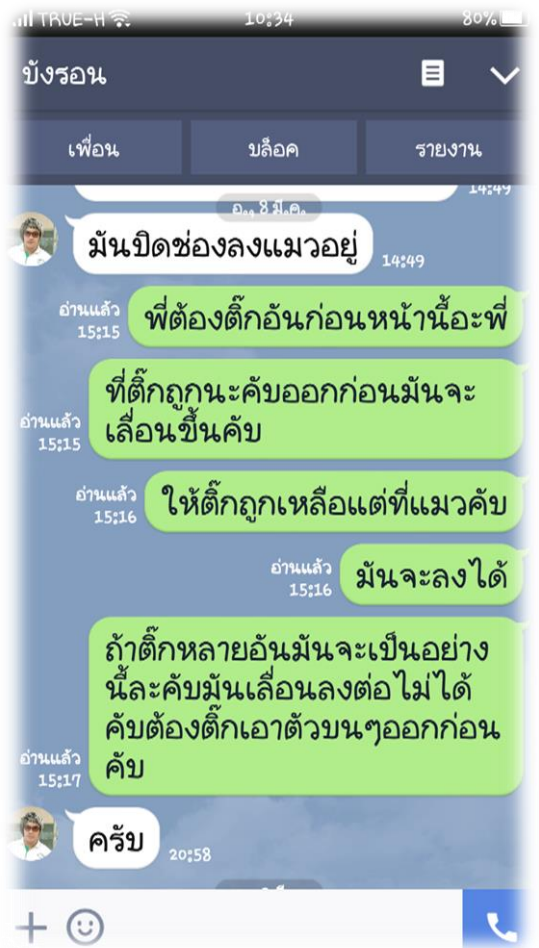 TRUE-H 10:34 80%
บังรอน
เพื่อน บล็อค รายงาน
14:49
อ., 8 มี.ค.
มันปิดช่องลงแมวอยู่ 14:49
พี่ต้องติ๊กอันก่อนหน้านี้อะพี่
อ่านแล้ว 15:15
ที่ติ๊กถูกนะคับออกก่อนมันจะ
เลื่อนขึ้นคับ
อ่านแล้ว 15:15
ให้ติ๊กถูกเหลือแต่ที่แมวคับ
อ่านแล้ว 15:16
มันจะลงได้
อ่านแล้ว 15:16
ถ้าติ๊กหลายอันมันจะเป็นอย่าง
นี้ละคับมันเลื่อนลงต่อไม่ได้
คับต้องติ๊กเอาตัวบนๆออกก่อน
คับ
อ่านแล้ว 15:17
ครับ 20:58